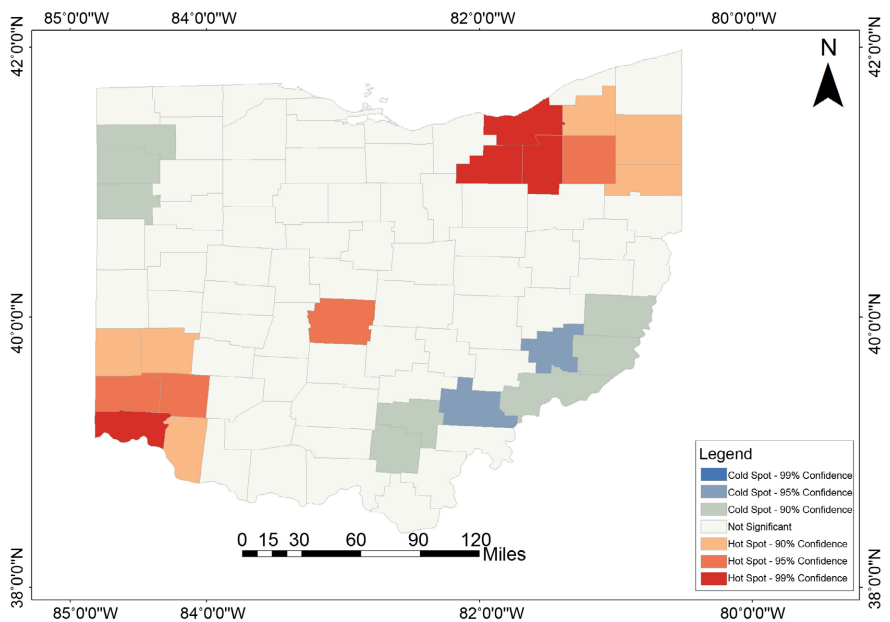 85°0'0"W 84°0'0"W 82°0'0"W 80°0'0"W
42°0'0"N 42°0'0"N
N
40°0'0"N 40°0'0"N
Legend
Cold Spot - 99% Confidence
Cold Spot - 95% Confidence
Cold Spot - 90% Confidence
Not Significant
Hot Spot - 90% Confidence
Hot Spot - 95% Confidence
Hot Spot - 99% Confidence
0 15 30 60 90 120
Miles
38°0'0"N 38°0'0"N
85°0'0"W 84°0'0"W 82°0'0"W 80°0'0"W